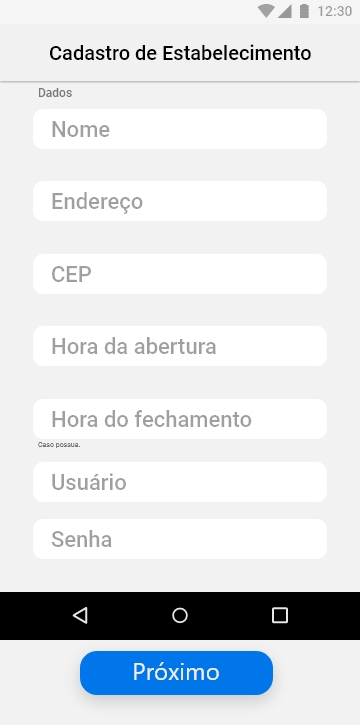 12:30
Cadastro de Estabelecimento
Dados
Nome
Endereço
CEP
Hora da abertura
Hora do fechamento
Caso possua.
Usuário
Senha
Próximo